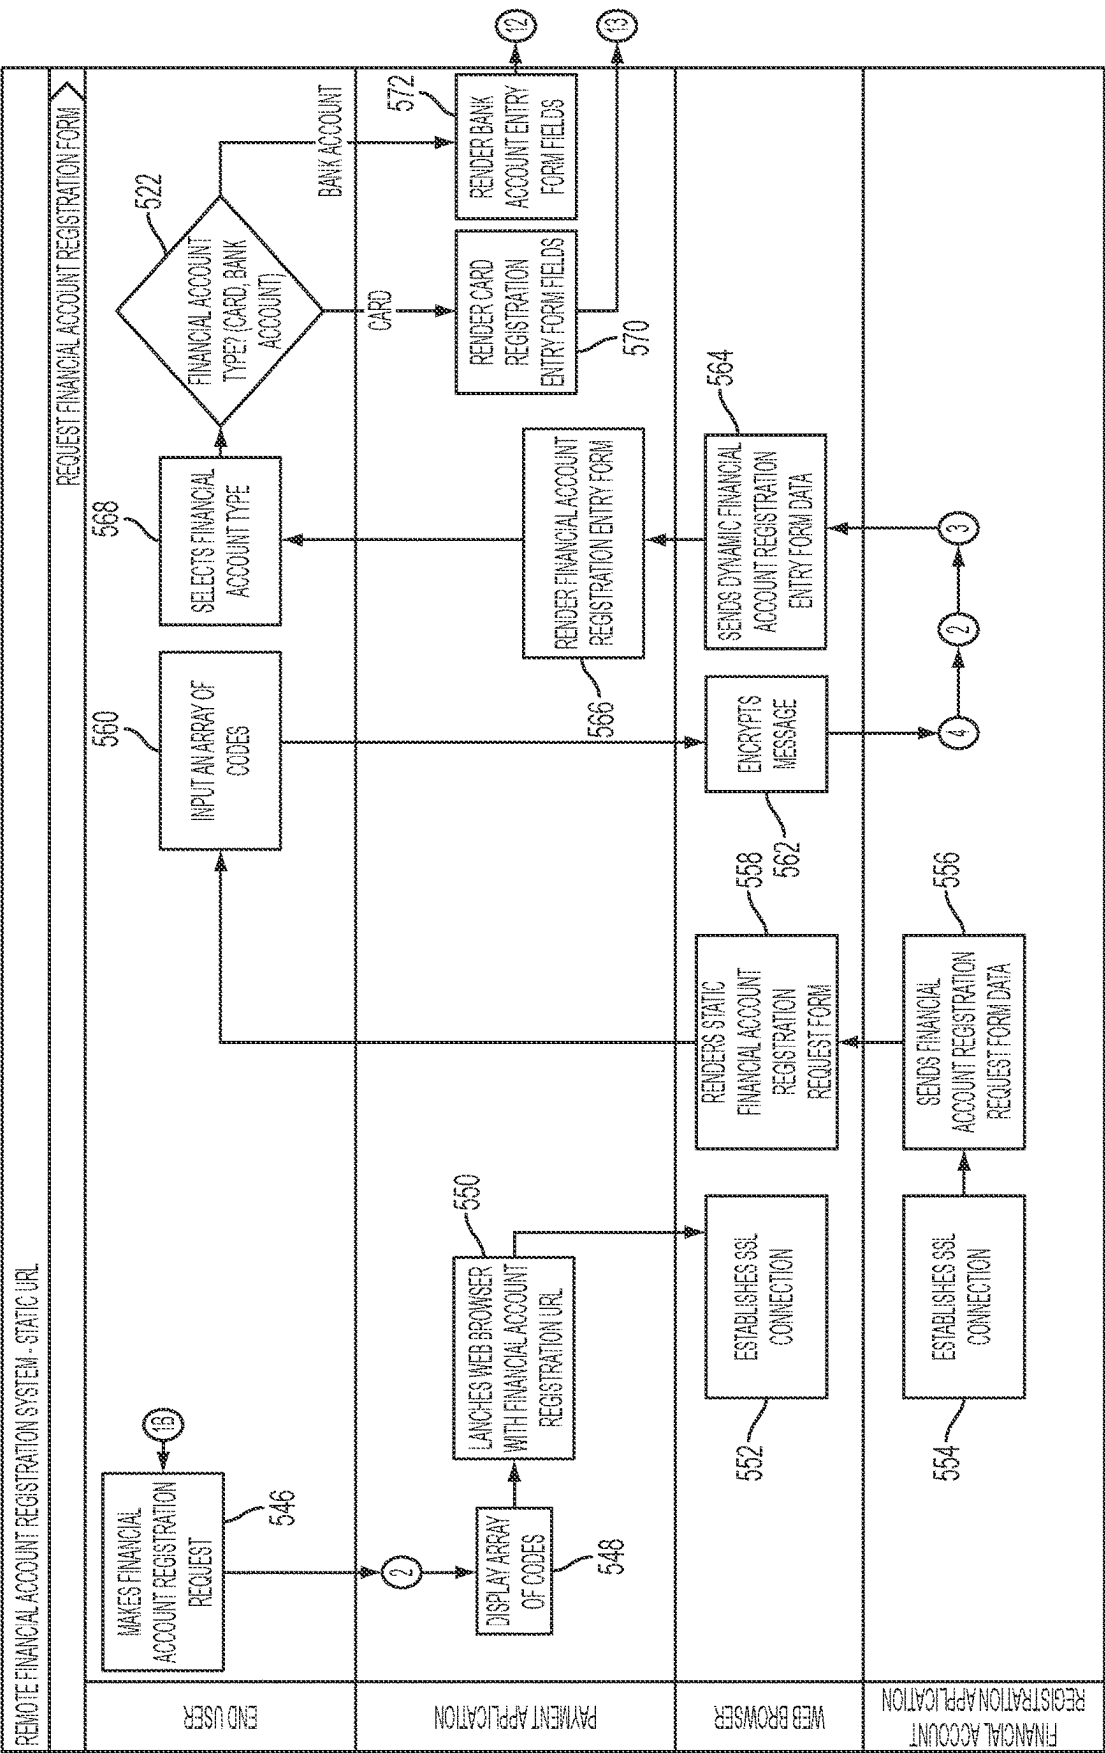 REMOTE FINANCIAL ACCOUNT REGISTRATION SYSTEM - STATIC URL
REQUEST FINANCIAL ACCOUNT REGISTRATION FORM
END USER
MAKES FINANCIAL
ACCOUNT REGISTRATION
REQUEST
546
1B
INPUT AN ARRAY OF
CODES
560
SELECTS FINANCIAL
ACCOUNT TYPE
568
FINANCIAL ACCOUNT
TYPE? (CARD, BANK
ACCOUNT)
522
CARD
BANK ACCOUNT
PAYMENT APPLICATION
2
DISPLAY ARRAY
OF CODES
548
LANCHES WEB BROWSER
WITH FINANCIAL ACCOUNT
REGISTRATION URL
550
RENDER FINANCIAL ACCOUNT
REGISTRATION ENTRY FORM
566
RENDER CARD
REGISTRATION
ENTRY FORM FIELDS
570
RENDER BANK
ACCOUNT ENTRY
FORM FIELDS
572
12
13
WEB BROWSER
ESTABLISHES SSL
CONNECTION
552
RENDERS STATIC
FINANCIAL ACCOUNT
REGISTRATION
REQUEST FORM
558
ENCRYPTS
MESSAGE
562
SENDS DYNAMIC FINANCIAL
ACCOUNT REGISTRATION
ENTRY FORM DATA
564
FINANCIAL ACCOUNT
REGISTRATION APPLICATION
ESTABLISHES SSL
CONNECTION
554
SENDS FINANCIAL
ACCOUNT REGISTRATION
REQUEST FORM DATA
556
4
2
3